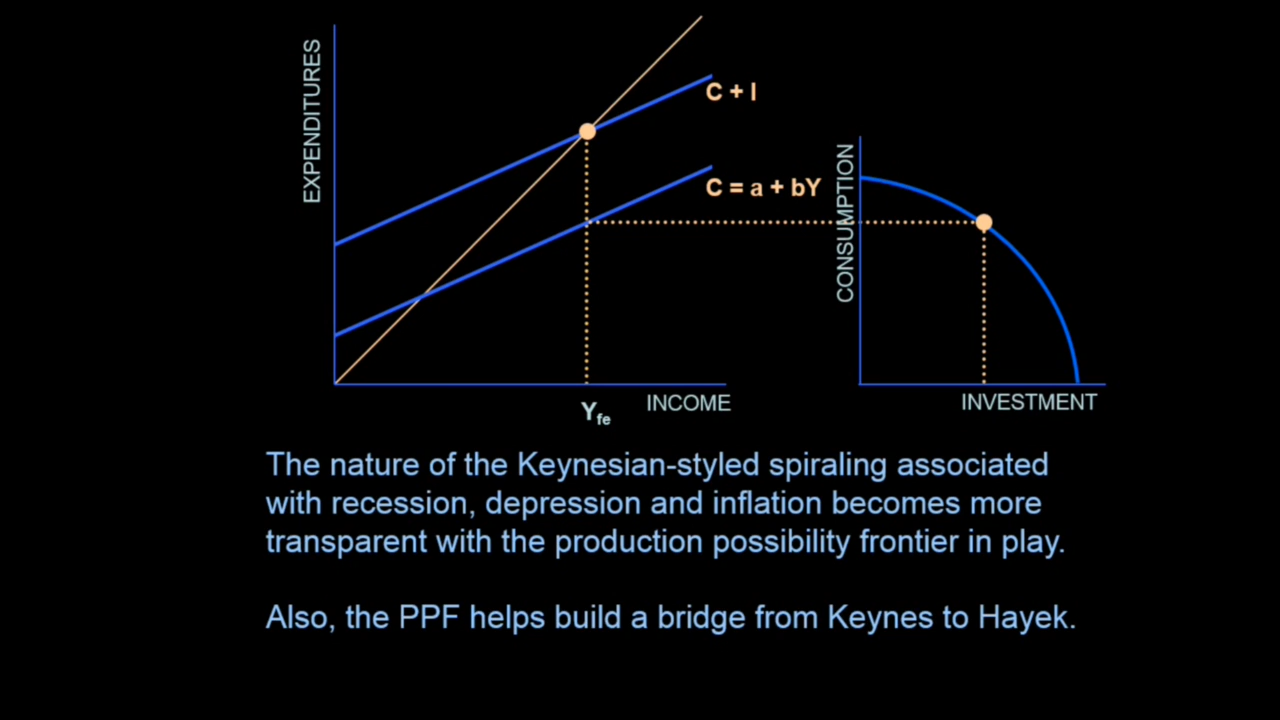 EXPENDITURES
C + I
C = a + bY
CONSUMPTION
Yfe
INCOME
INVESTMENT
The nature of the Keynesian-styled spiraling associated
with recession, depression and inflation becomes more
transparent with the production possibility frontier in play.
Also, the PPF helps build a bridge from Keynes to Hayek.